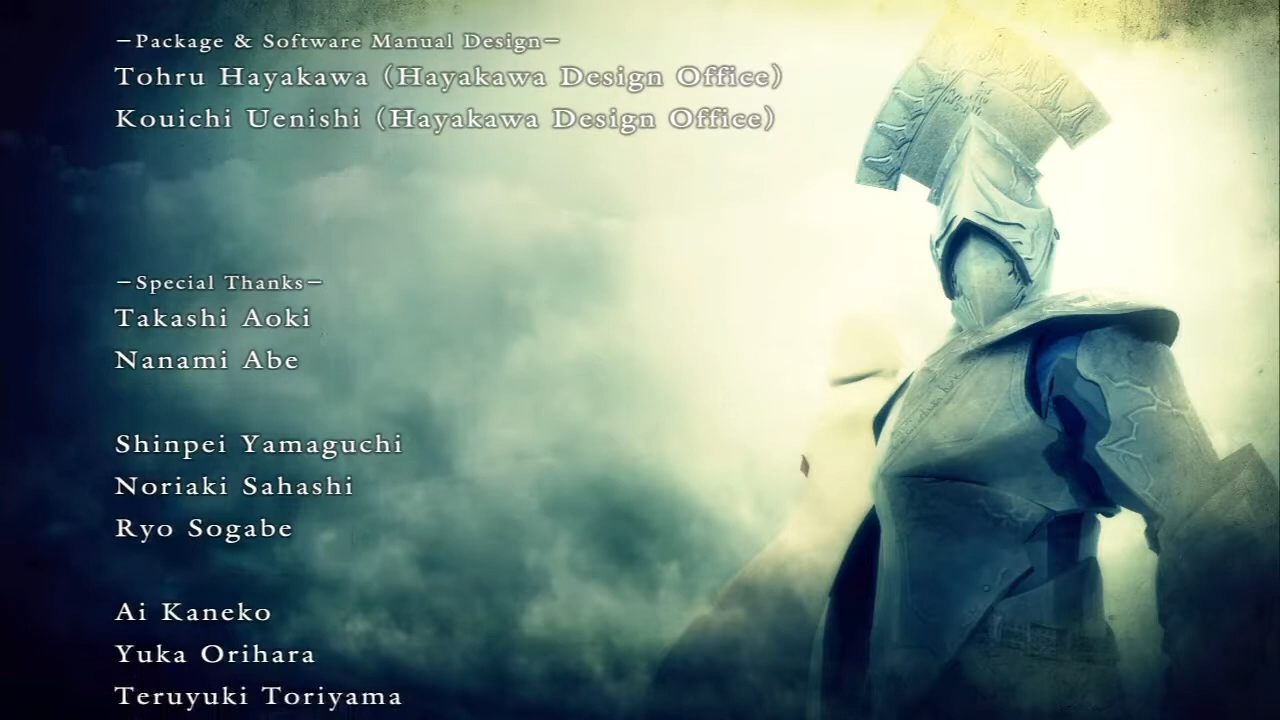 －Package & Software Manual Design－
Tohru Hayakawa (Hayakawa Design Office)
Kouichi Uenishi (Hayakawa Design Office)
－Special Thanks－
Takashi Aoki
Nanami Abe
Shinpei Yamaguchi
Noriaki Sahashi
Ryo Sogabe
Ai Kaneko
Yuka Orihara
Teruyuki Toriyama